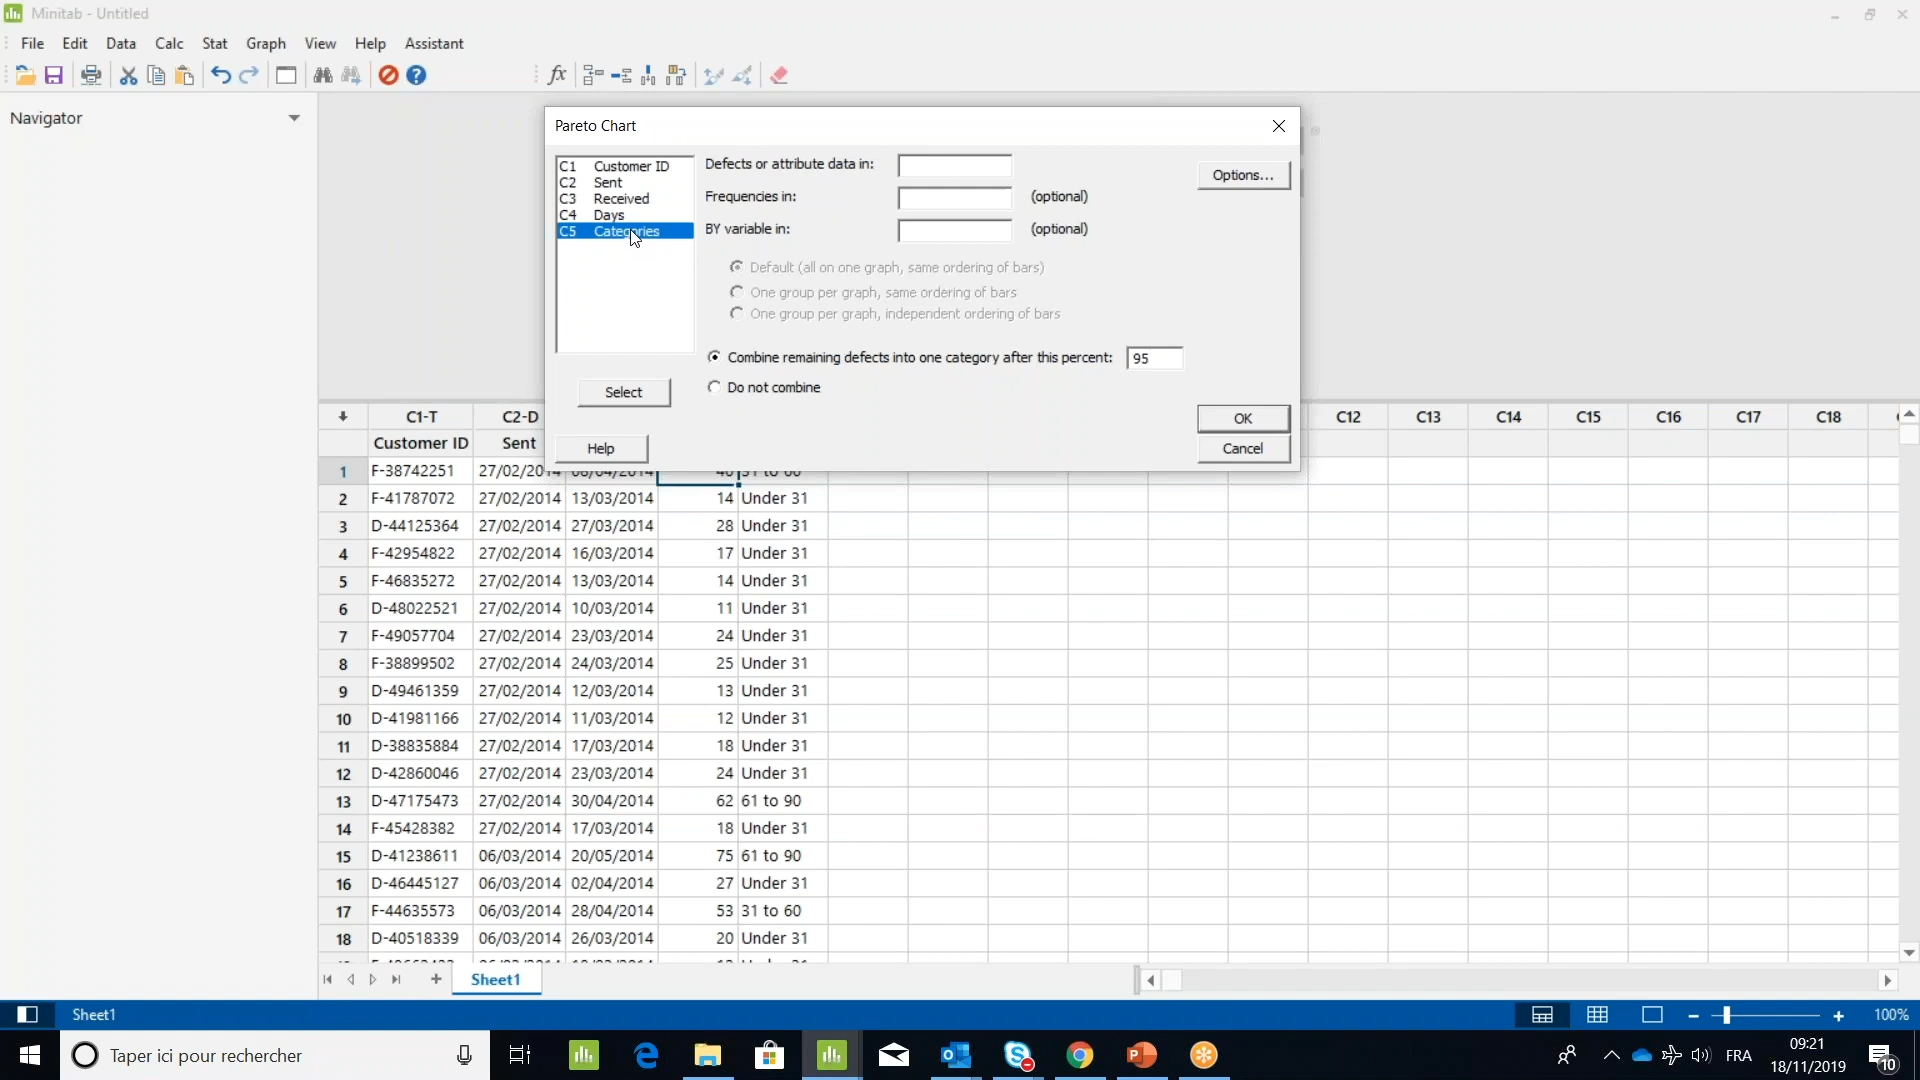 Minitab - Untitled
File Edit Data Calc Stat Graph View Help Assistant
fx
Navigator
Pareto Chart
C1 Customer ID
C2 Sent
C3 Received
C4 Days
C5 Categories
Defects or attribute data in:
Frequencies in: (optional)
BY variable in: (optional)
Default (all on one graph, same ordering of bars)
One group per graph, same ordering of bars
One group per graph, independent ordering of bars
Combine remaining defects into one category after this percent: 95
Do not combine
Options...
Select
Help
OK
Cancel
C1-T C2-D C12 C13 C14 C15 C16 C17 C18
Customer ID Sent
1 F-38742251 27/02/2014 08/04/2014 40 31 to 60
2 F-41787072 27/02/2014 13/03/2014 14 Under 31
3 D-44125364 27/02/2014 27/03/2014 28 Under 31
4 F-42954822 27/02/2014 16/03/2014 17 Under 31
5 F-46835272 27/02/2014 13/03/2014 14 Under 31
6 D-48022521 27/02/2014 10/03/2014 11 Under 31
7 F-49057704 27/02/2014 23/03/2014 24 Under 31
8 F-38899502 27/02/2014 24/03/2014 25 Under 31
9 D-49461359 27/02/2014 12/03/2014 13 Under 31
10 D-41981166 27/02/2014 11/03/2014 12 Under 31
11 D-38835884 27/02/2014 17/03/2014 18 Under 31
12 D-42860046 27/02/2014 23/03/2014 24 Under 31
13 D-47175473 27/02/2014 30/04/2014 62 61 to 90
14 F-45428382 27/02/2014 17/03/2014 18 Under 31
15 D-41238611 06/03/2014 20/05/2014 75 61 to 90
16 D-46445127 06/03/2014 02/04/2014 27 Under 31
17 F-44635573 06/03/2014 28/04/2014 53 31 to 60
18 D-40518339 06/03/2014 26/03/2014 20 Under 31
Sheet1
Sheet1 100%
Taper ici pour rechercher
FRA
09:21
18/11/2019
10